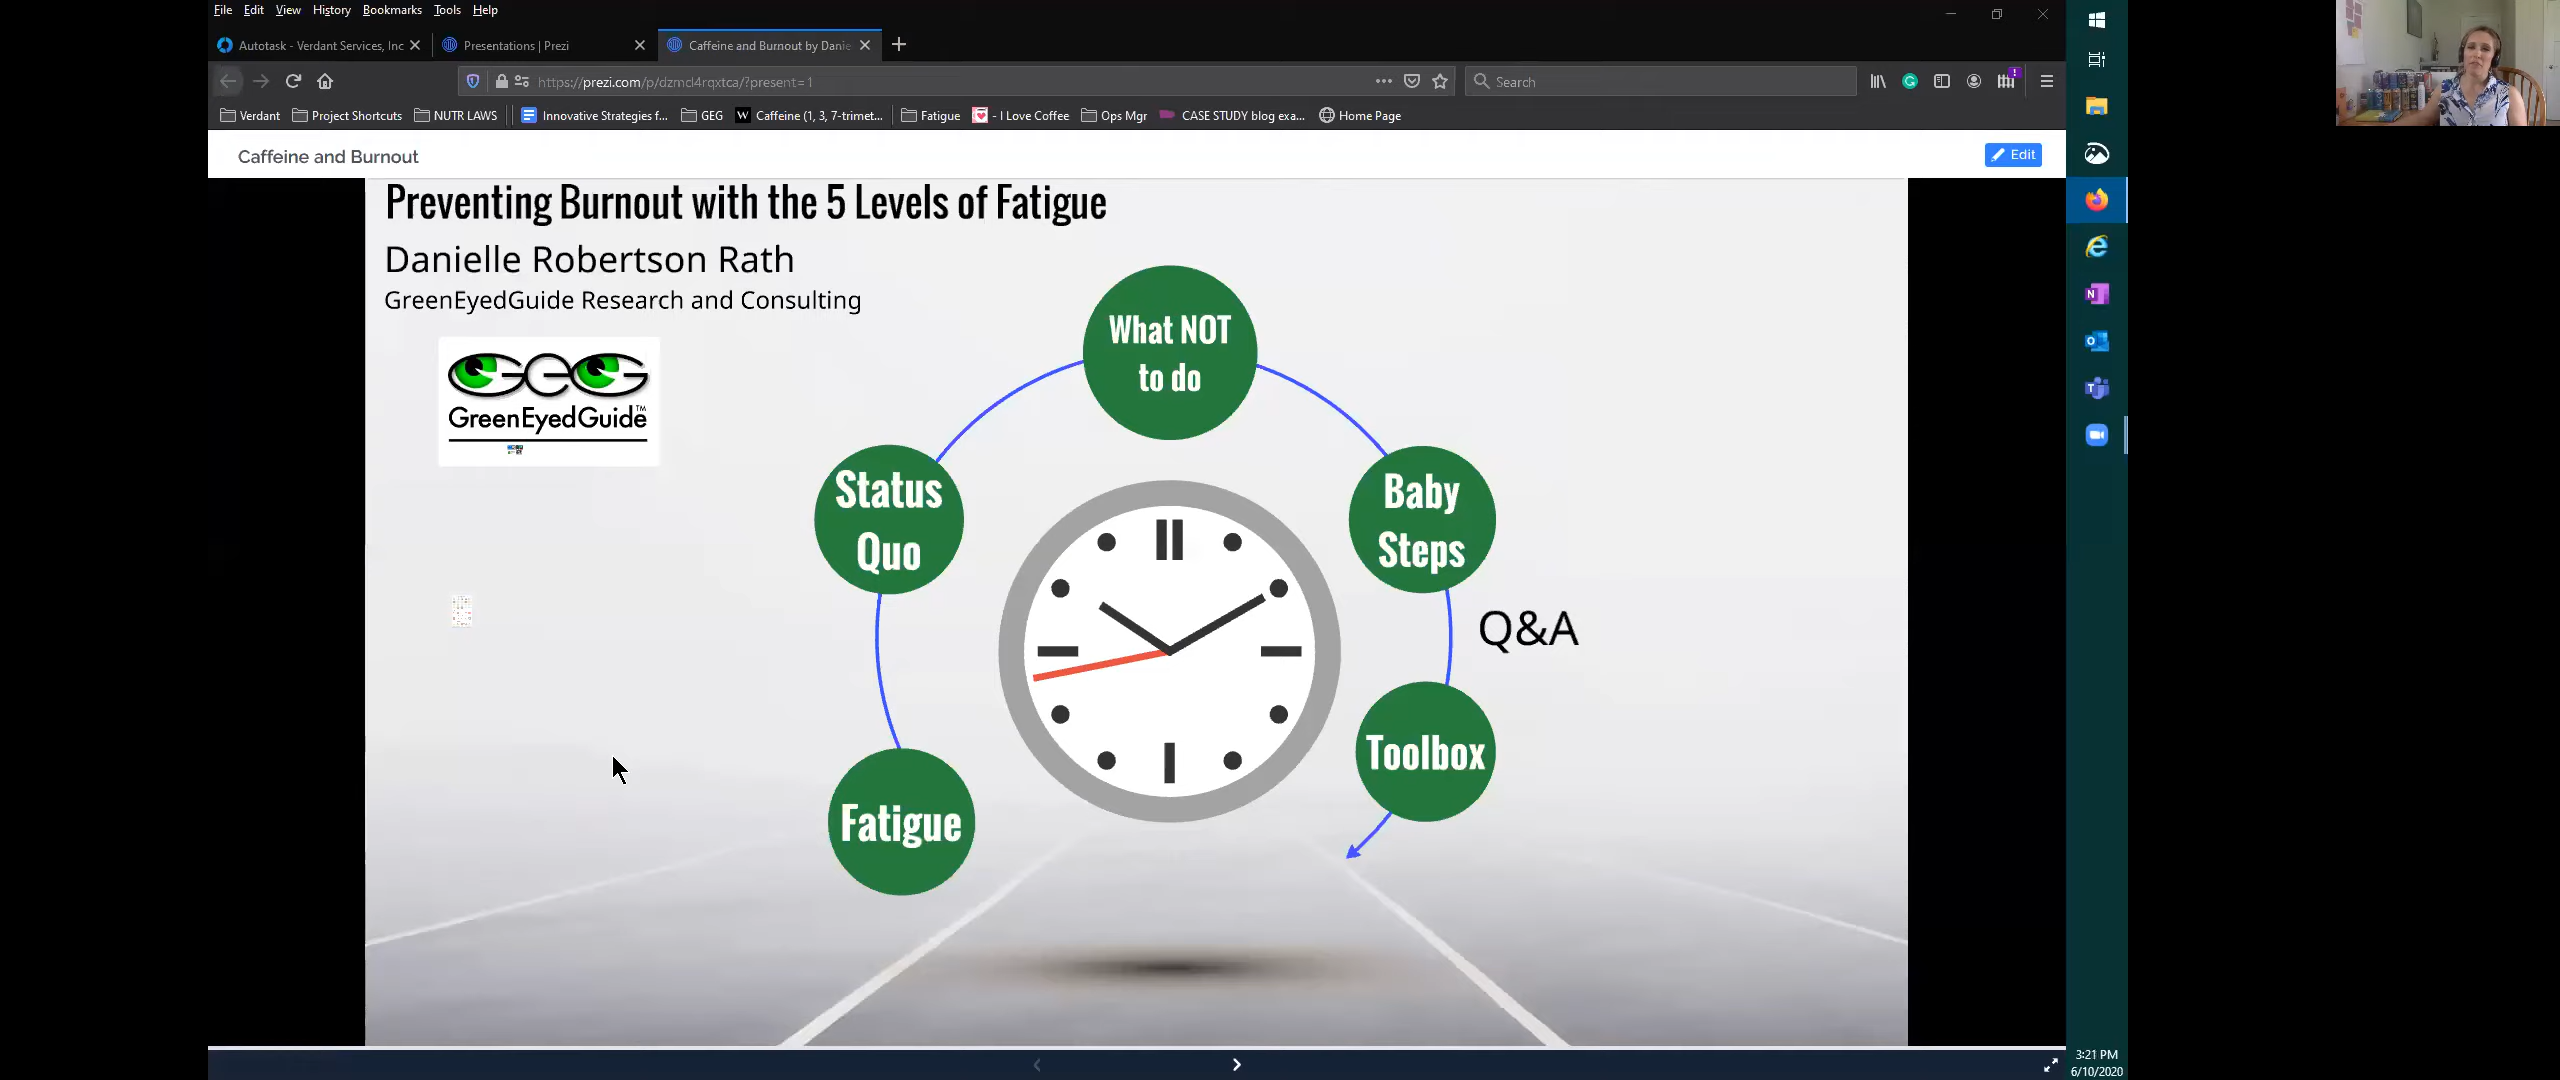 File Edit View History Bookmarks Tools Help
Autotask - Verdant Services, Inc
Presentations | Prezi
Caffeine and Burnout by Danie
https://prezi.com/p/dzmcl4rqxtca/?present=1
Search
Verdant
Project Shortcuts
NUTR LAWS
Innovative Strategies f...
GEG
W Caffeine (1, 3, 7-trimet...
Fatigue
- I Love Coffee
Ops Mgr
CASE STUDY blog exa...
Home Page
Caffeine and Burnout
Edit
Preventing Burnout with the 5 Levels of Fatigue
Danielle Robertson Rath
GreenEyedGuide Research and Consulting
GEG
GreenEyedGuide™
What NOT
to do
Status
Quo
Baby
Steps
Q&A
Toolbox
Fatigue
3:21 PM
6/10/2020